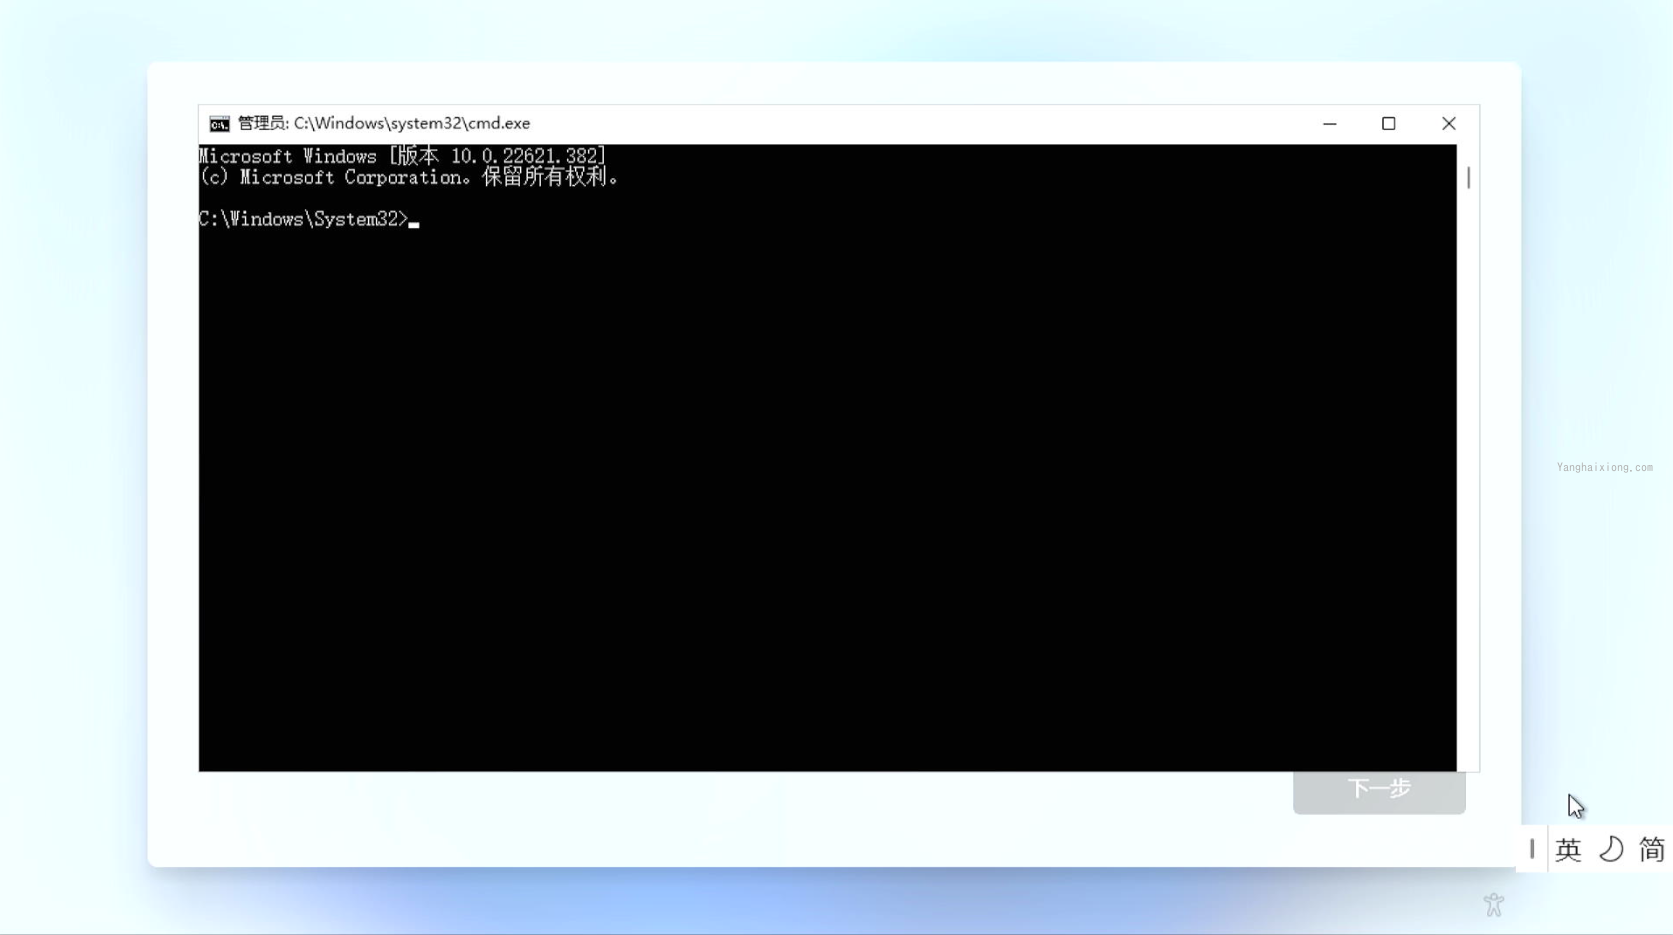 管理员: C:\Windows\system32\cmd.exe
Microsoft Windows [版本 10.0.22621.382]
(c) Microsoft Corporation。保留所有权利。
C:\Windows\System32>
Yanghaixiong.com
下一步
英 简